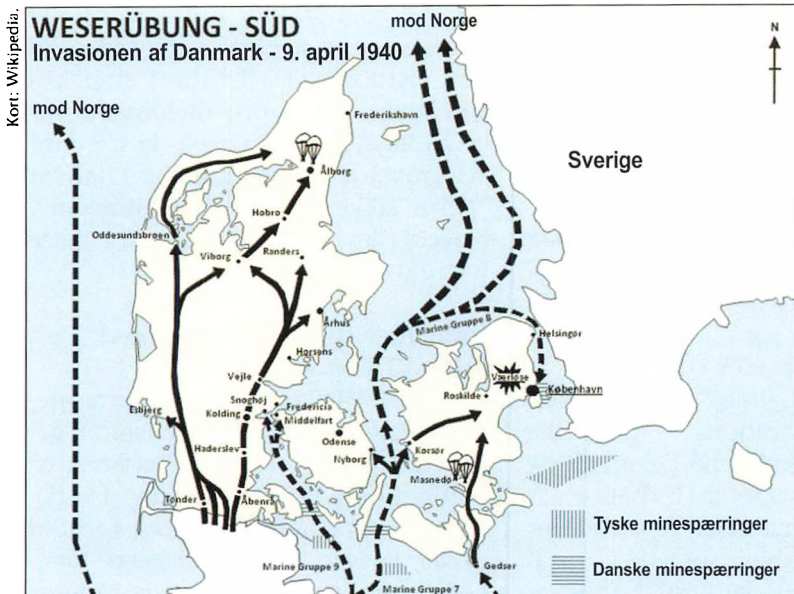 Kort: Wikipedia.
WESERÜBUNG - SÜD
Invasionen af Danmark - 9. april 1940
mod Norge
N
mod Norge
Frederikshavn
Sverige
Ålborg
Hobro
Oddesundsbroen
Viborg
Randers
Århus
Marine Gruppe 8
Helsingør
Horsens
Vejle
Værløse
København
Roskilde
Snoghøj
Esbjerg
Fredericia
Kolding
Middelfart
Odense
Haderslev
Nyborg
Korsør
Masnedø
Tønder
Åbenrå
Tyske minespærringer
Marine Gruppe 9
Gedser
Danske minespærringer
Marine Gruppe 7